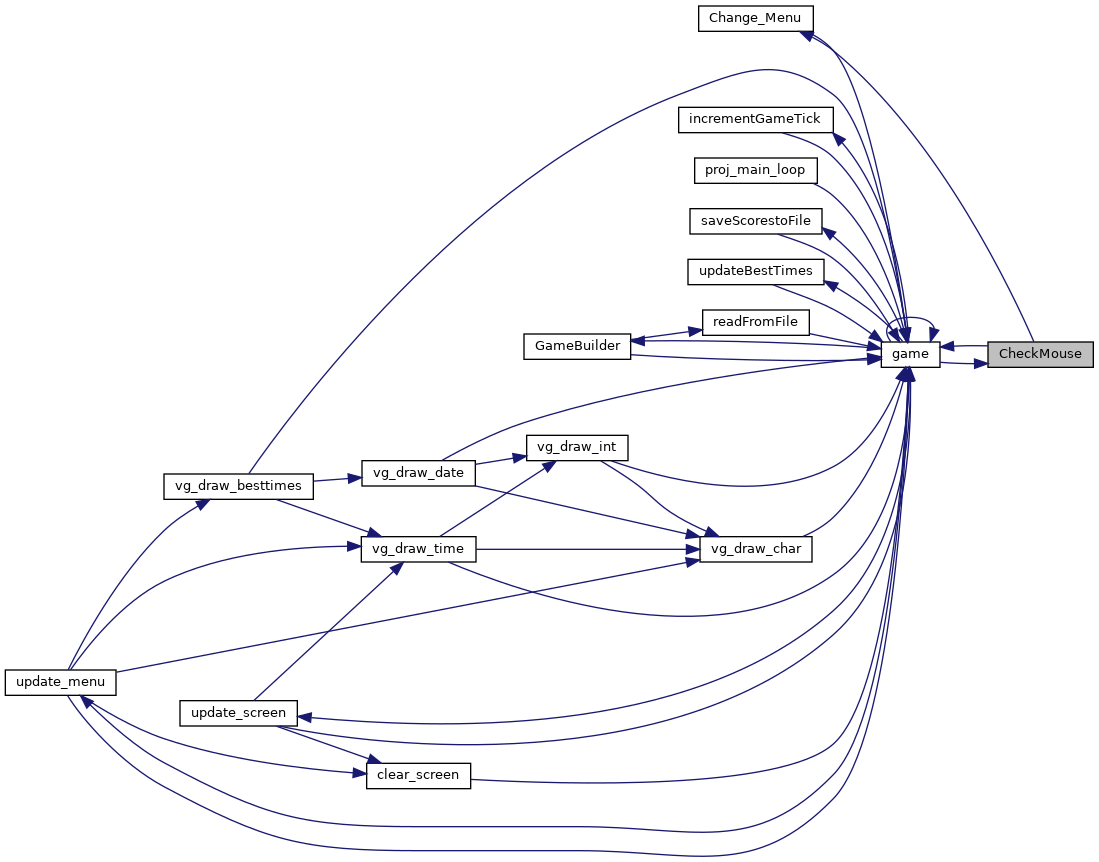 Change_Menu
incrementGameTick
proj_main_loop
saveScorestoFile
updateBestTimes
readFromFile
GameBuilder
game
CheckMouse
vg_draw_int
vg_draw_date
vg_draw_besttimes
vg_draw_time
vg_draw_char
update_menu
update_screen
clear_screen